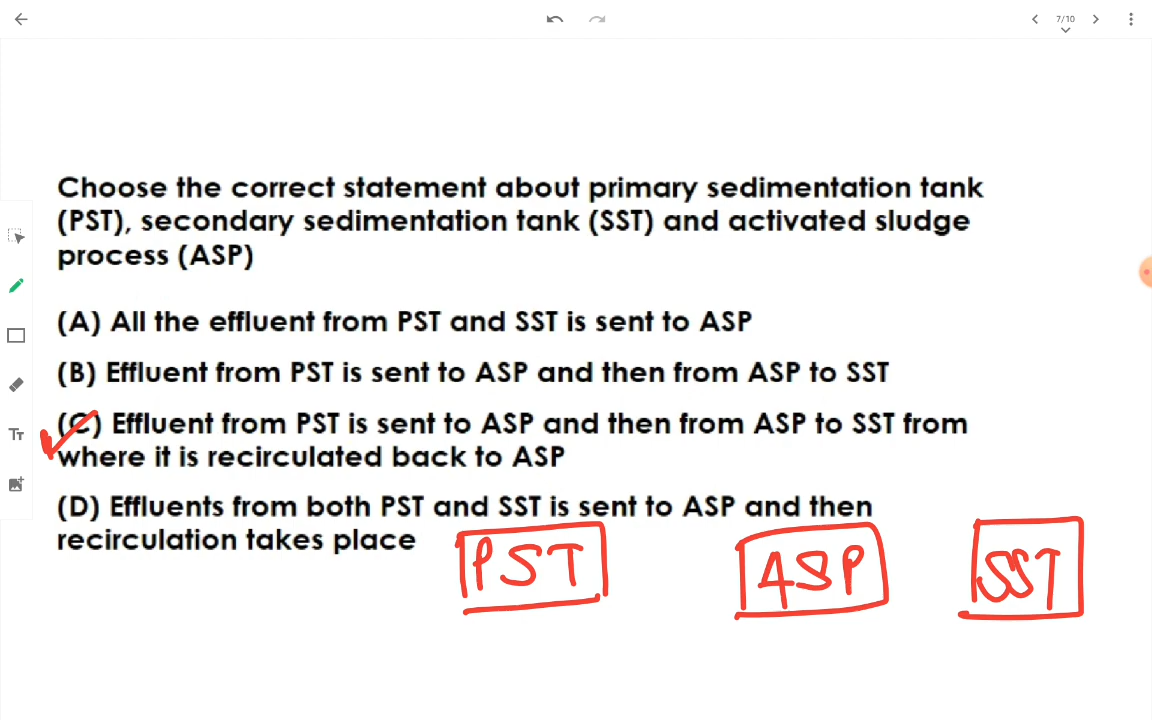 7/10
Choose the correct statement about primary sedimentation tank
(PST), secondary sedimentation tank (SST) and activated sludge
process (ASP)
(A) All the effluent from PST and SST is sent to ASP
(B) Effluent from PST is sent to ASP and then from ASP to SST
(C) Effluent from PST is sent to ASP and then from ASP to SST from
where it is recirculated back to ASP
(D) Effluents from both PST and SST is sent to ASP and then
recirculation takes place
PST ASP SST
Tт